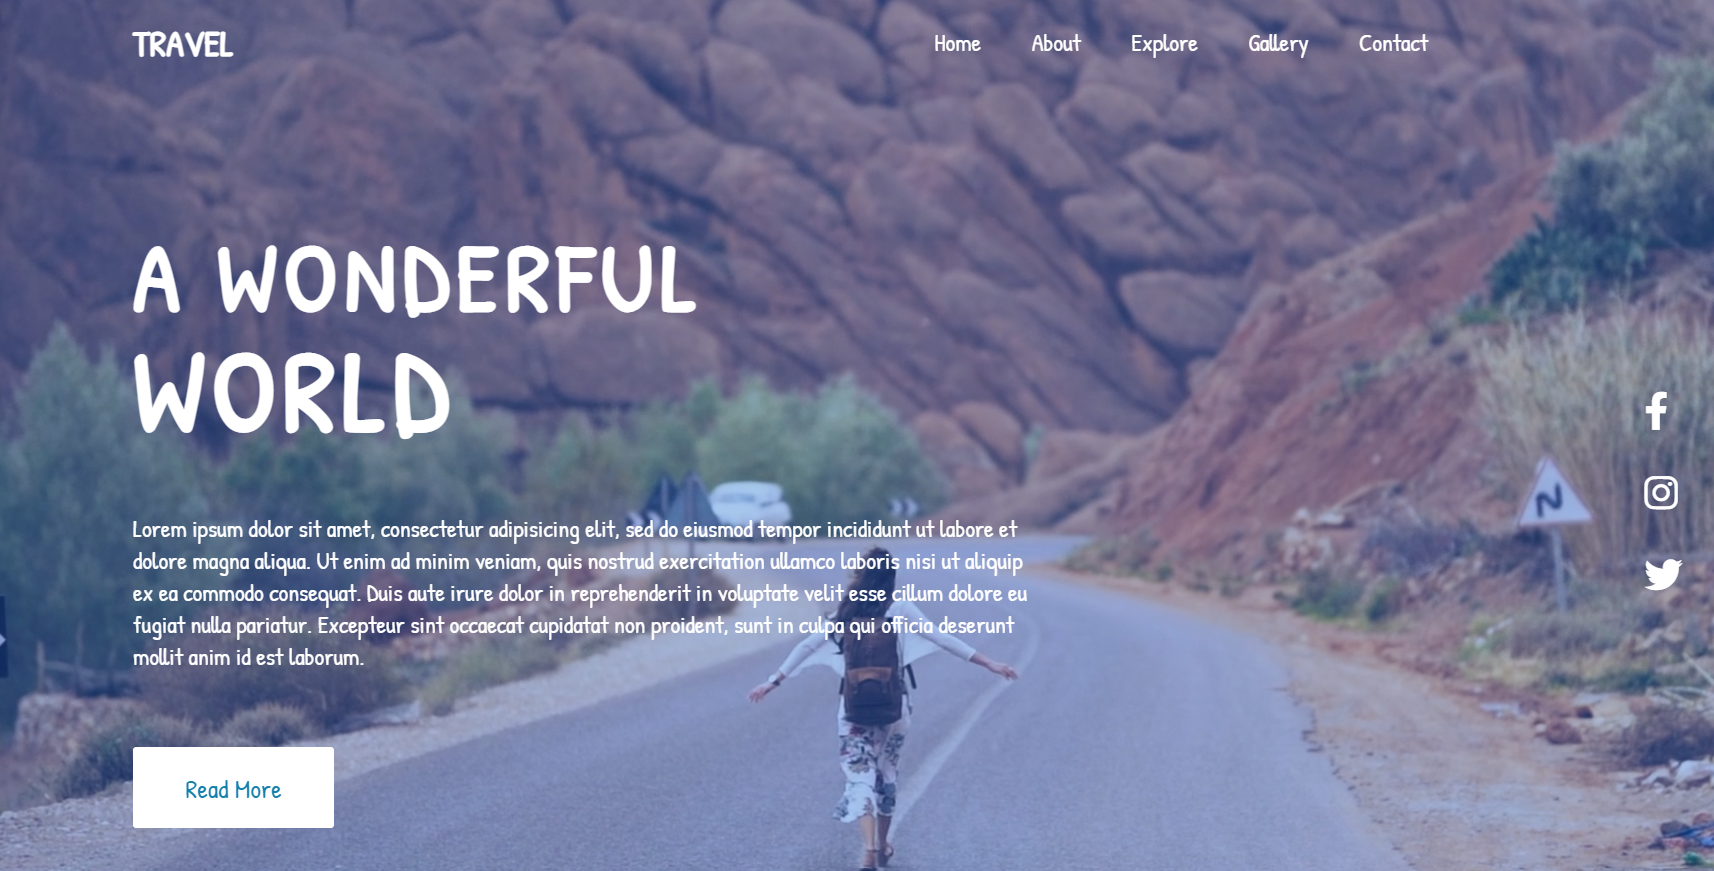 TRAVEL
Home About Explore Gallery Contact
A WONDERFUL
WORLD
Lorem ipsum dolor sit amet, consectetur adipisicing elit, sed do eiusmod tempor incididunt ut labore et
dolore magna aliqua. Ut enim ad minim veniam, quis nostrud exercitation ullamco laboris nisi ut aliquip
ex ea commodo consequat. Duis aute irure dolor in reprehenderit in voluptate velit esse cillum dolore eu
fugiat nulla pariatur. Excepteur sint occaecat cupidatat non proident, sunt in culpa qui officia deserunt
mollit anim id est laborum.
Read More